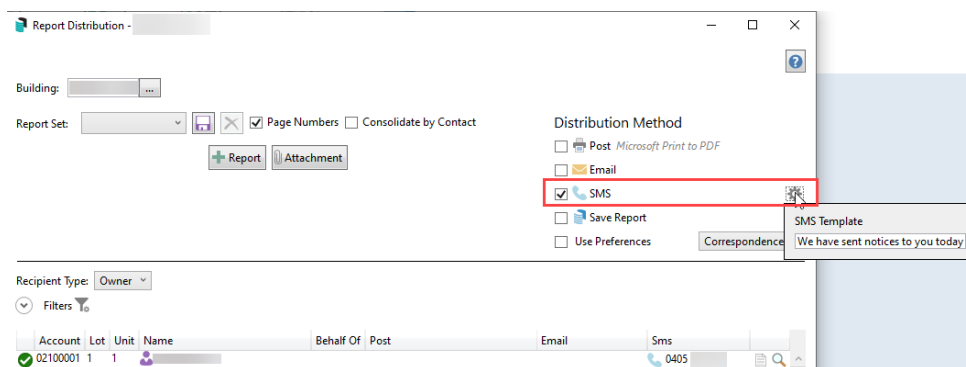 Report Distribution -
Building: ...
Report Set: Page Numbers Consolidate by Contact
Report Attachment
Distribution Method
Post Microsoft Print to PDF
Email
SMS
Save Report
Use Preferences Correspondence
SMS Template
We have sent notices to you today
Recipient Type: Owner
Filters
Account Lot Unit Name Behalf Of Post Email Sms
02100001 1 1 0405